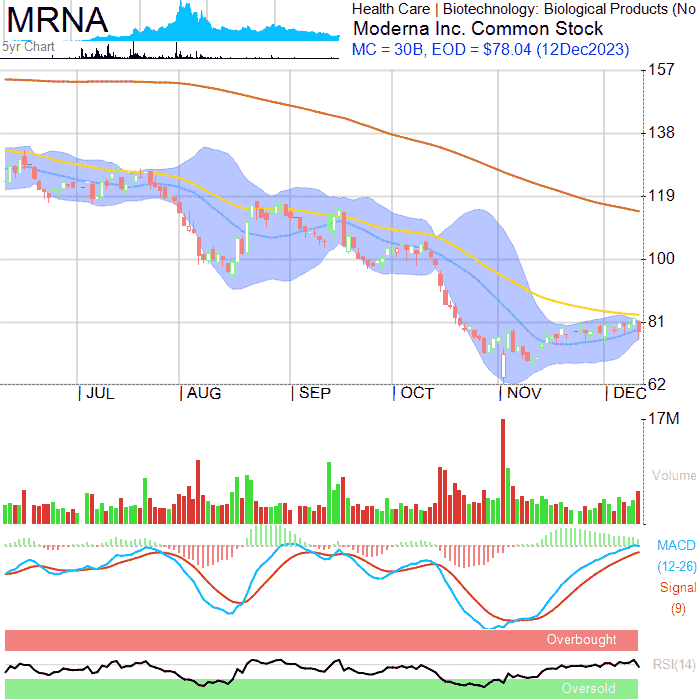 MRNA
5yr Chart
Health Care | Biotechnology: Biological Products (No
Moderna Inc. Common Stock
MC = 30B, EOD = $78.04 (12Dec2023)
157
138
119
100
81
62
| JUL | AUG | SEP | OCT | NOV | DEC
17M
Volume
MACD
(12-26)
Signal
(9)
Overbought
RSI(14)
Oversold